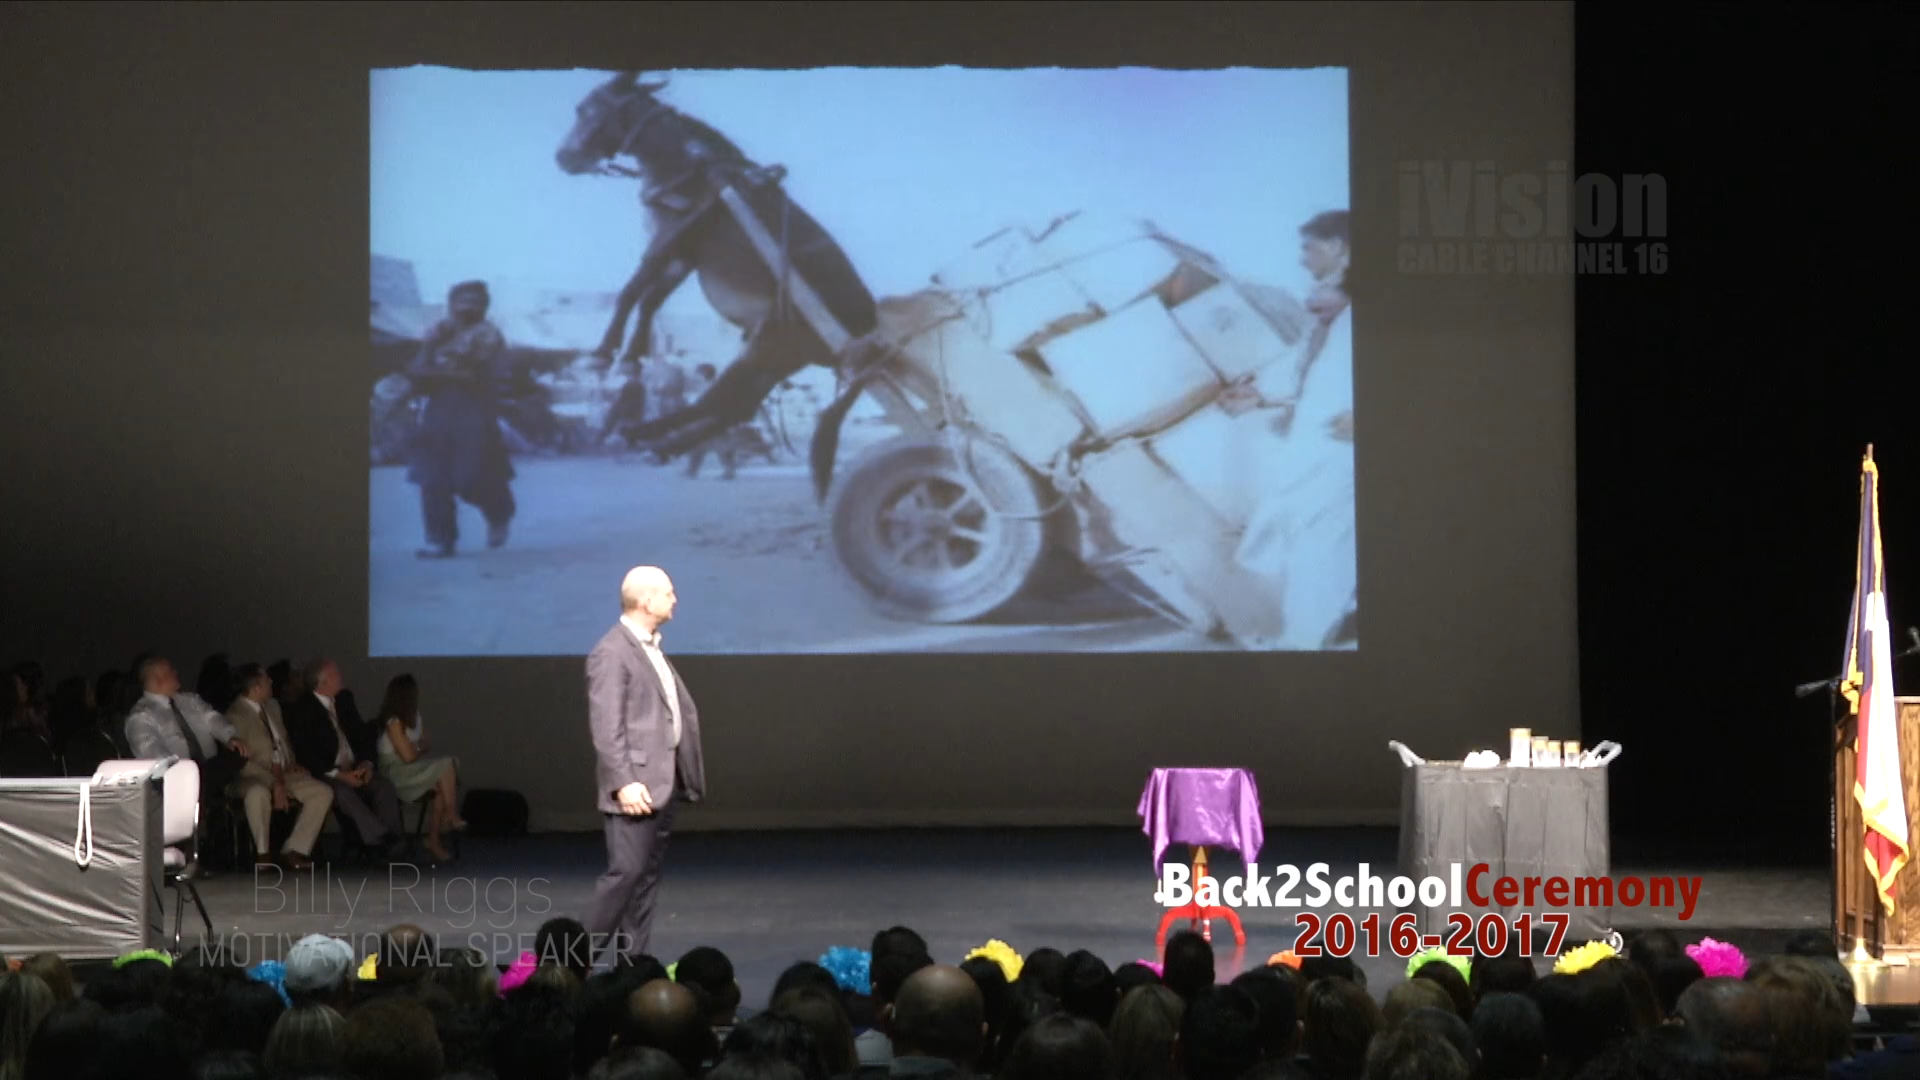 iVision
CABLE CHANNEL 16
Billy Riggs
MOTIVATIONAL SPEAKER
Back2SchoolCeremony
2016-2017